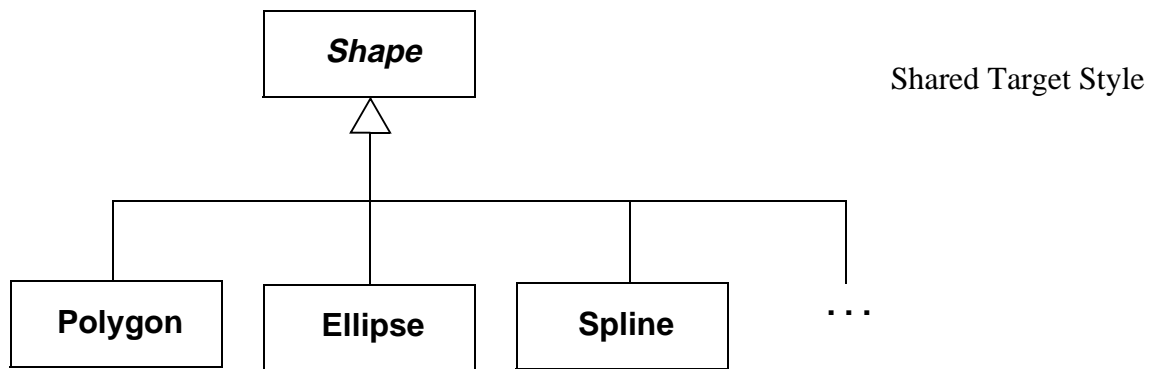 Shape
Shared Target Style
Polygon
Ellipse
Spline
. . .